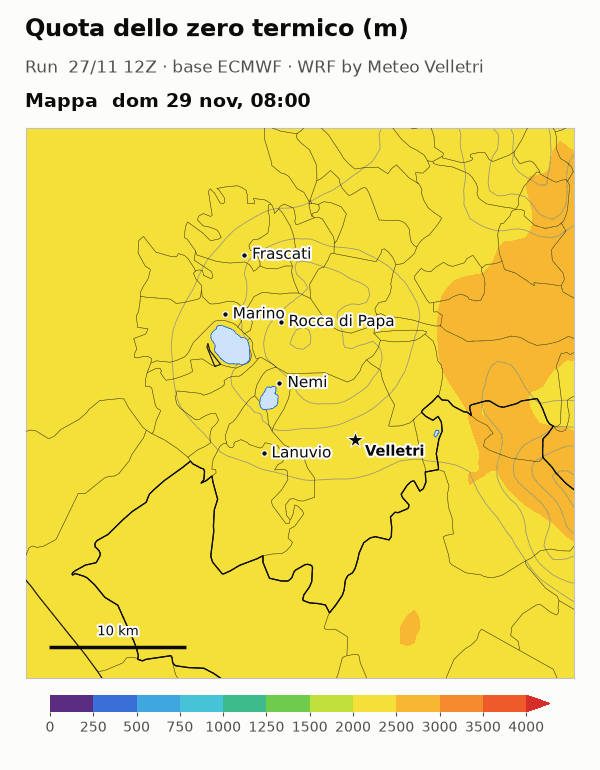 Quota dello zero termico (m)
Run  27/11 12Z · base ECMWF · WRF by Meteo Velletri
Mappa  dom 29 nov, 08:00
Frascati
Marino
Rocca di Papa
Nemi
Velletri
Lanuvio
10 km
0 250 500 750 1000 1250 1500 2000 2500 3000 3500 4000